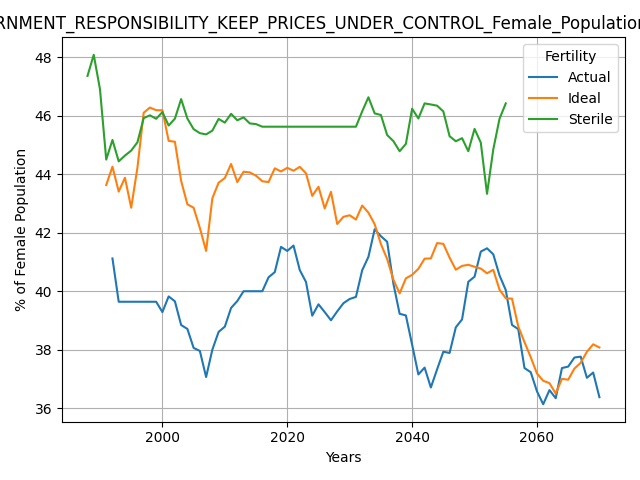 RNMENT_RESPONSIBILITY_KEEP_PRICES_UNDER_CONTROL_Female_Population
Fertility
Actual
Ideal
Sterile
% of Female Population
48
46
44
42
40
38
36
2000
2020
2040
2060
Years